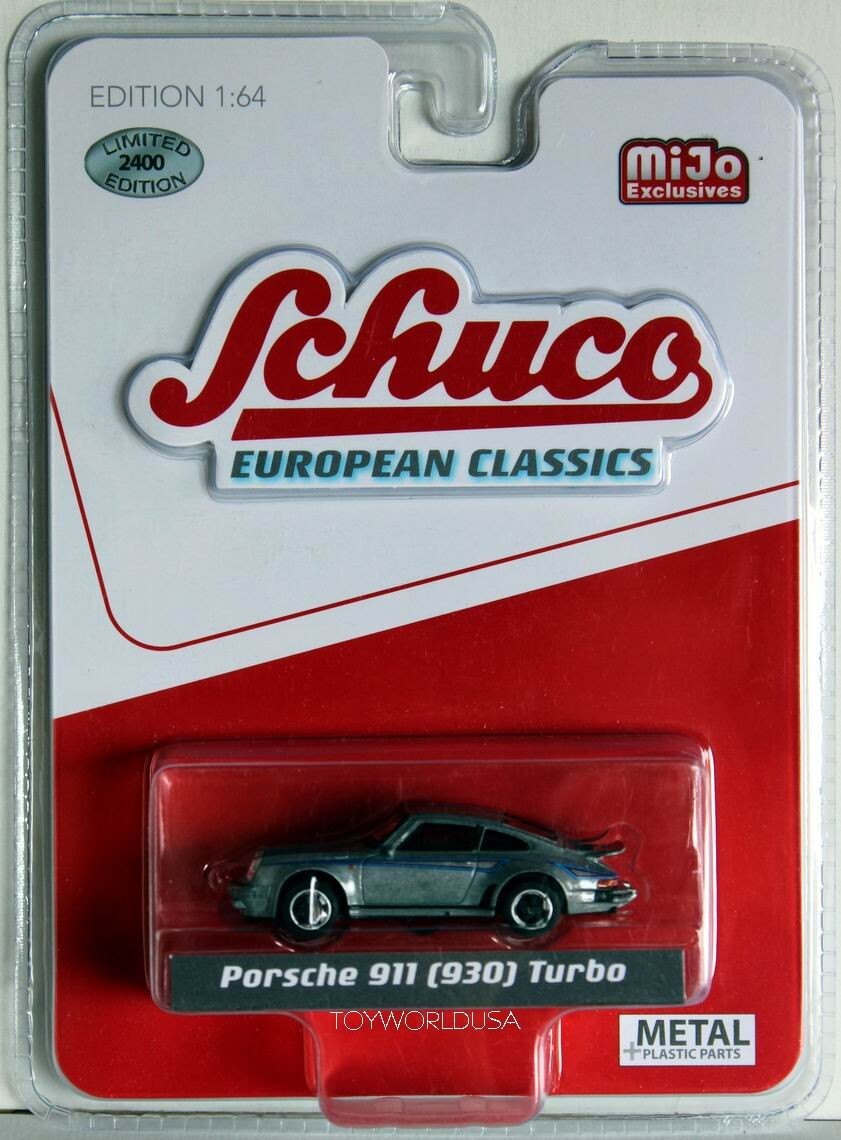 EDITION 1:64
LIMITED
2400
EDITION
MiJo
Exclusives
Schuco
EUROPEAN CLASSICS
Porsche 911 (930) Turbo
TOYWORLDUSA
METAL
+PLASTIC PARTS